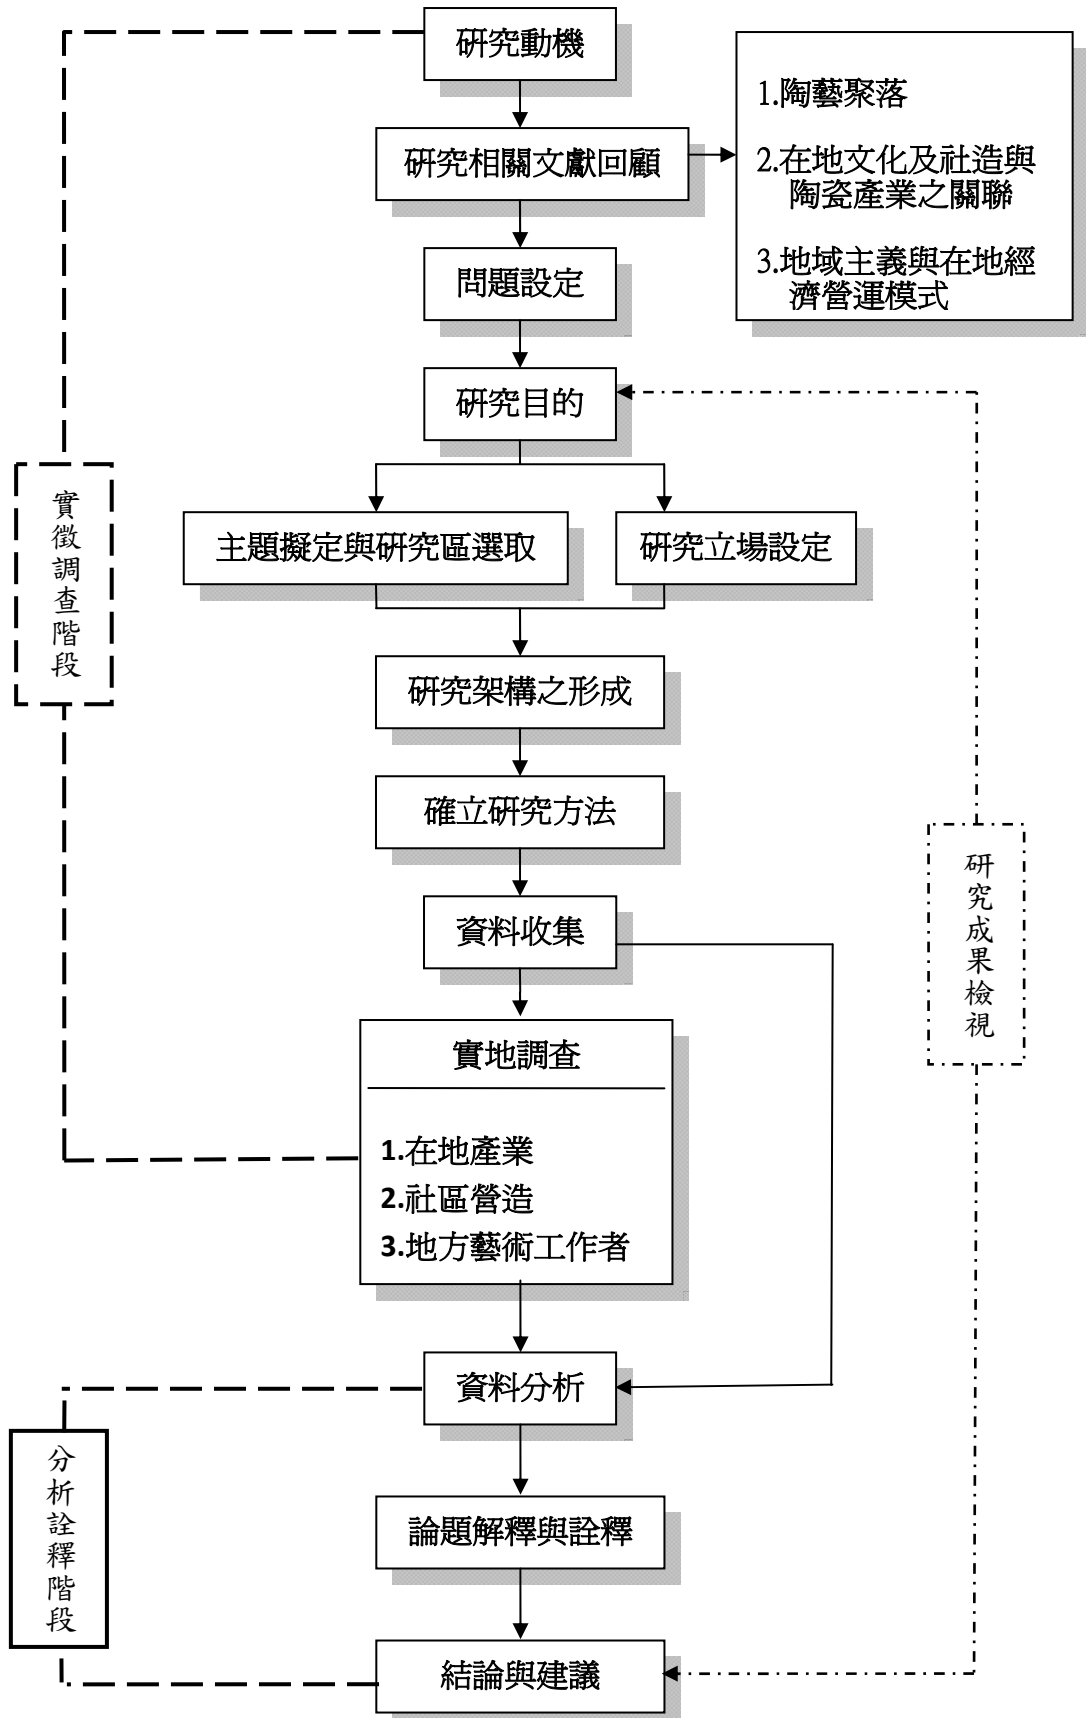 研究動機
研究相關文獻回顧
1.陶藝聚落
2.在地文化及社造與
陶瓷產業之關聯
3.地域主義與在地經
濟營運模式
問題設定
研究目的
主題擬定與研究區選取
研究立場設定
實徵調查階段
研究架構之形成
確立研究方法
資料收集
研究成果檢視
實地調查
1.在地產業
2.社區營造
3.地方藝術工作者
資料分析
分析詮釋階段
論題解釋與詮釋
結論與建議